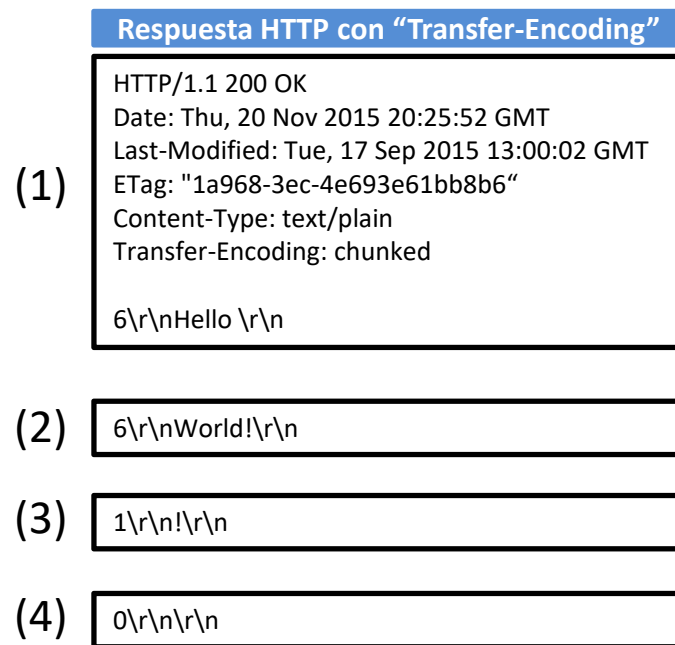 Respuesta HTTP con “Transfer-Encoding”
(1)
HTTP/1.1 200 OK
Date: Thu, 20 Nov 2015 20:25:52 GMT
Last-Modified: Tue, 17 Sep 2015 13:00:02 GMT
ETag: "1a968-3ec-4e693e61bb8b6“
Content-Type: text/plain
Transfer-Encoding: chunked
6\r\nHello \r\n
(2) 6\r\nWorld!\r\n
(3) 1\r\n!\r\n
(4) 0\r\n\r\n